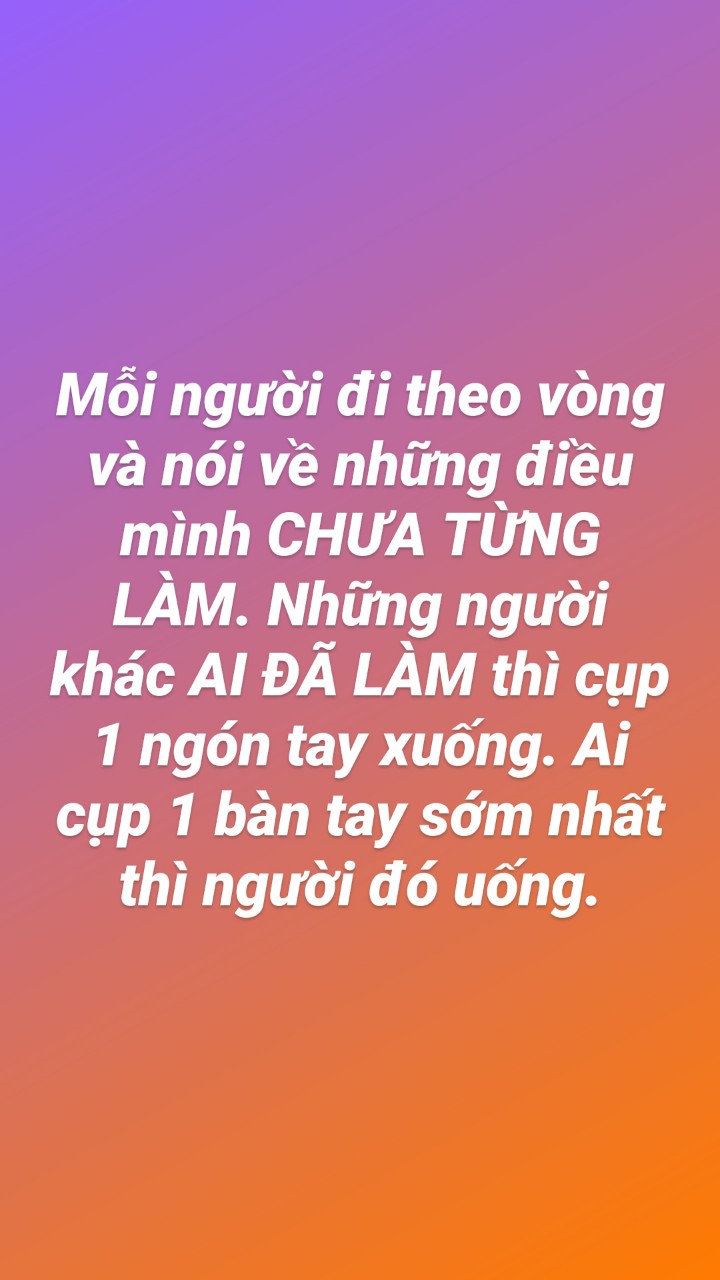 Mỗi người đi theo vòng
và nói về những điều
mình CHƯA TỪNG
LÀM. Những người
khác AI ĐÃ LÀM thì cụp
1 ngón tay xuống. Ai
cụp 1 bàn tay sớm nhất
thì người đó uống.